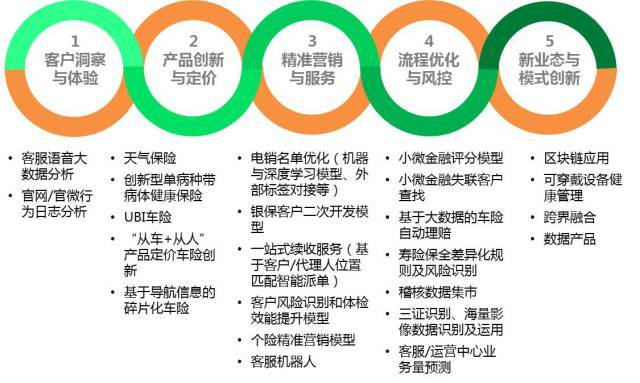 1
客户洞察
与体验
2
产品创新
与定价
3
精准营销
与服务
4
流程优化
与风控
5
新业态与
模式创新
• 客服语音大
数据分析
• 官网/官微行
为日志分析
• 天气保险
• 创新型单病种带
病体健康保险
• UBI车险
• “从车+从人”
产品定价车险创
新
• 基于导航信息的
碎片化车险
• 电销名单优化（机器
与深度学习模型、外
部标签对接等）
• 银保客户二次开发模
型
• 一站式续收服务（基
于客户/代理人位置
匹配智能派单）
• 客户风险识别和体检
效能提升模型
• 个险精准营销模型
• 客服机器人
• 小微金融评分模型
• 小微金融失联客户
查找
• 基于大数据的车险
自动理赔
• 寿险保全差异化规
则及风险识别
• 稽核数据集市
• 三证识别、海量影
像数据识别及运用
• 客服/运营中心业
务量预测
• 区块链应用
• 可穿戴设备健
康管理
• 跨界融合
• 数据产品